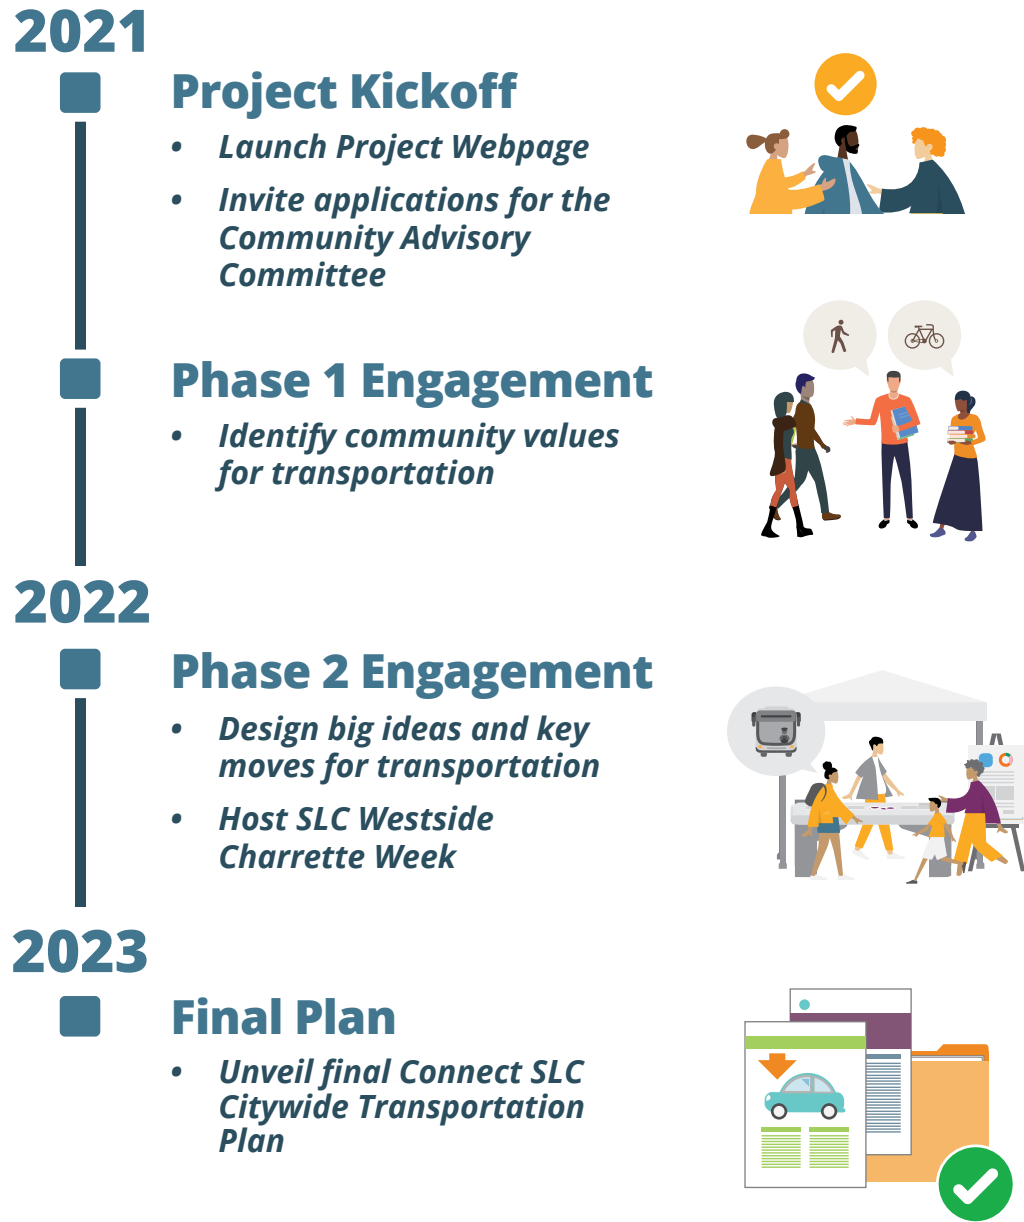 2021
Project Kickoff
• Launch Project Webpage
• Invite applications for the
Community Advisory
Committee
Phase 1 Engagement
• Identify community values
for transportation
2022
Phase 2 Engagement
• Design big ideas and key
moves for transportation
• Host SLC Westside
Charrette Week
2023
Final Plan
• Unveil final Connect SLC
Citywide Transportation
Plan